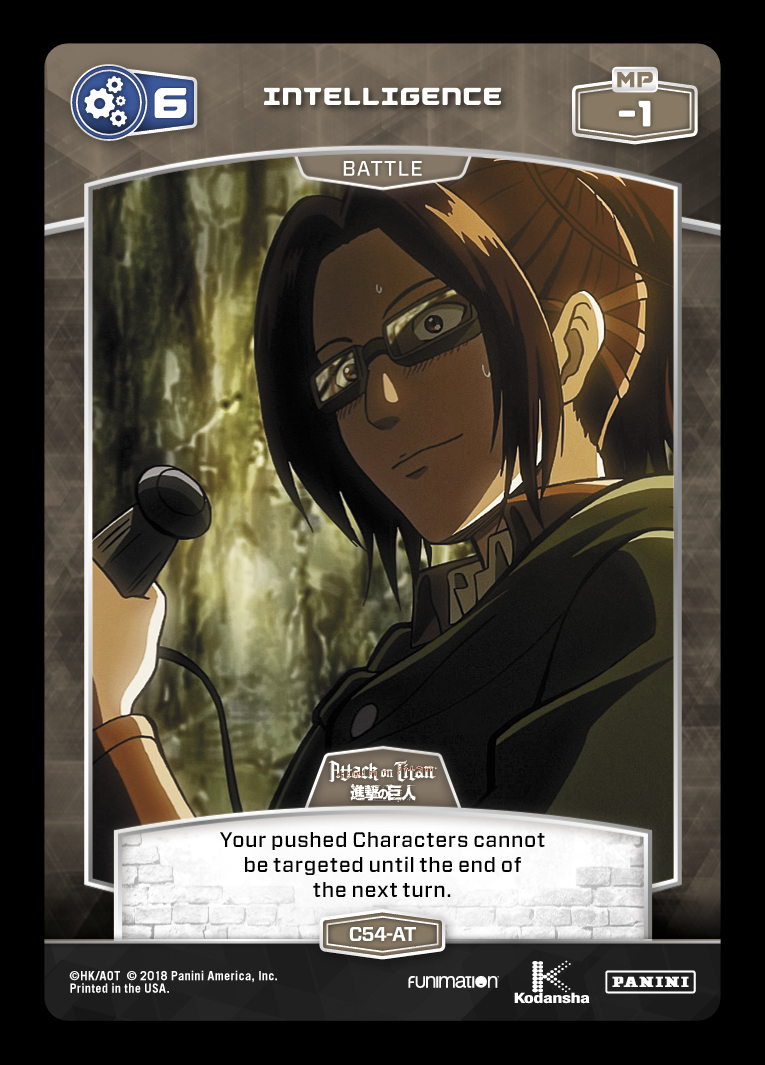 6
INTELLIGENCE
MP
-1
BATTLE
Attack on Titan
進撃の巨人
Your pushed Characters cannot
be targeted until the end of
the next turn.
C54-AT
©HK/AOT © 2018 Panini America, Inc.
Printed in the USA.
FUNIMATION
Kodansha
PANINI